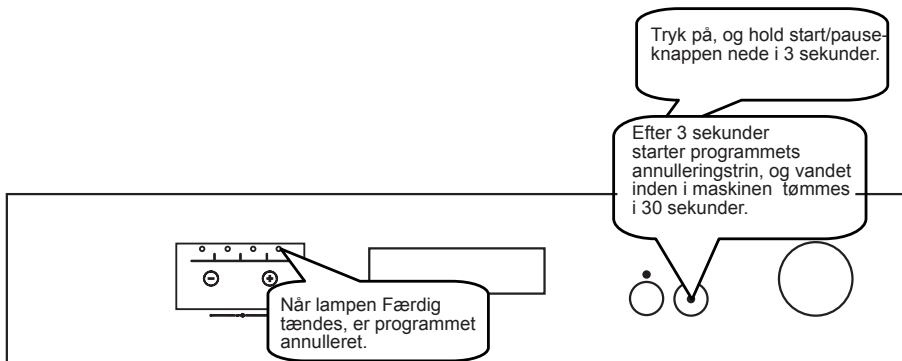 Tryk på, og hold start/pause-
knappen nede i 3 sekunder.
Efter 3 sekunder
starter programmets
annulleringstrin, og vandet
inden i maskinen tømmes
i 30 sekunder.
Når lampen Færdig
tændes, er programmet
annulleret.